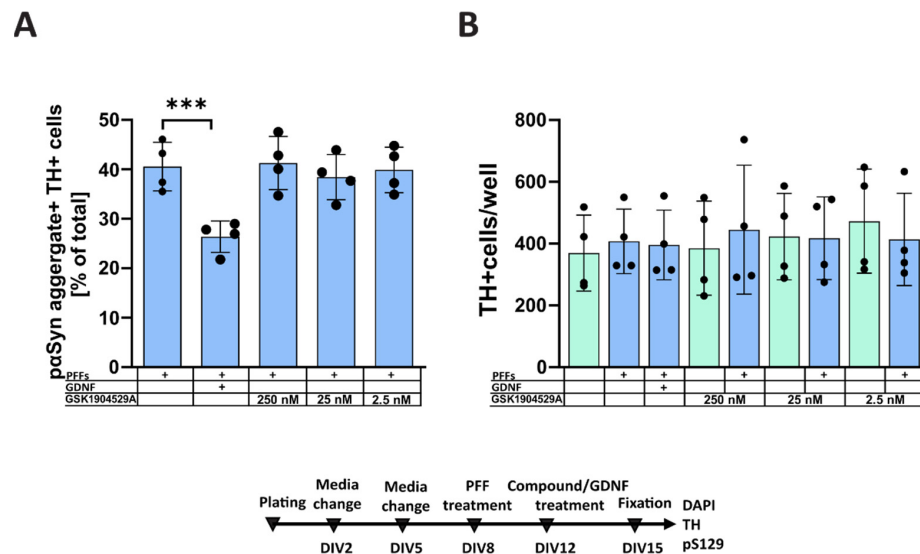 A
B
pαSyn aggergate+ TH+ cells
[% of total]
50
40
30
20
10
0
***
PFFs + + + + +
GDNF +
GSK1904529A 250 nM 25 nM 2.5 nM
TH+cells/well
800
600
400
200
0
PFFs + + + + +
GDNF +
GSK1904529A 250 nM 25 nM 2.5 nM
Plating
Media
change
Media
change
PFF
treatment
Compound/GDNF
treatment
Fixation
DIV2
DIV5
DIV8
DIV12
DIV15
DAPI
TH
pS129